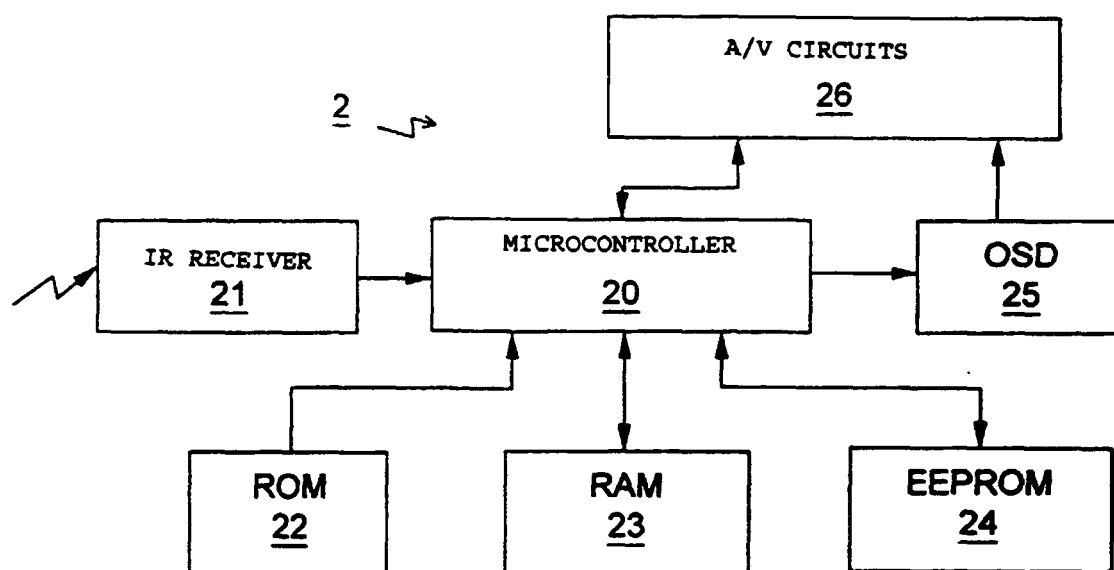 A/V CIRCUITS
26
2
IR RECEIVER
21
MICROCONTROLLER
20
OSD
25
ROM
22
RAM
23
EEPROM
24